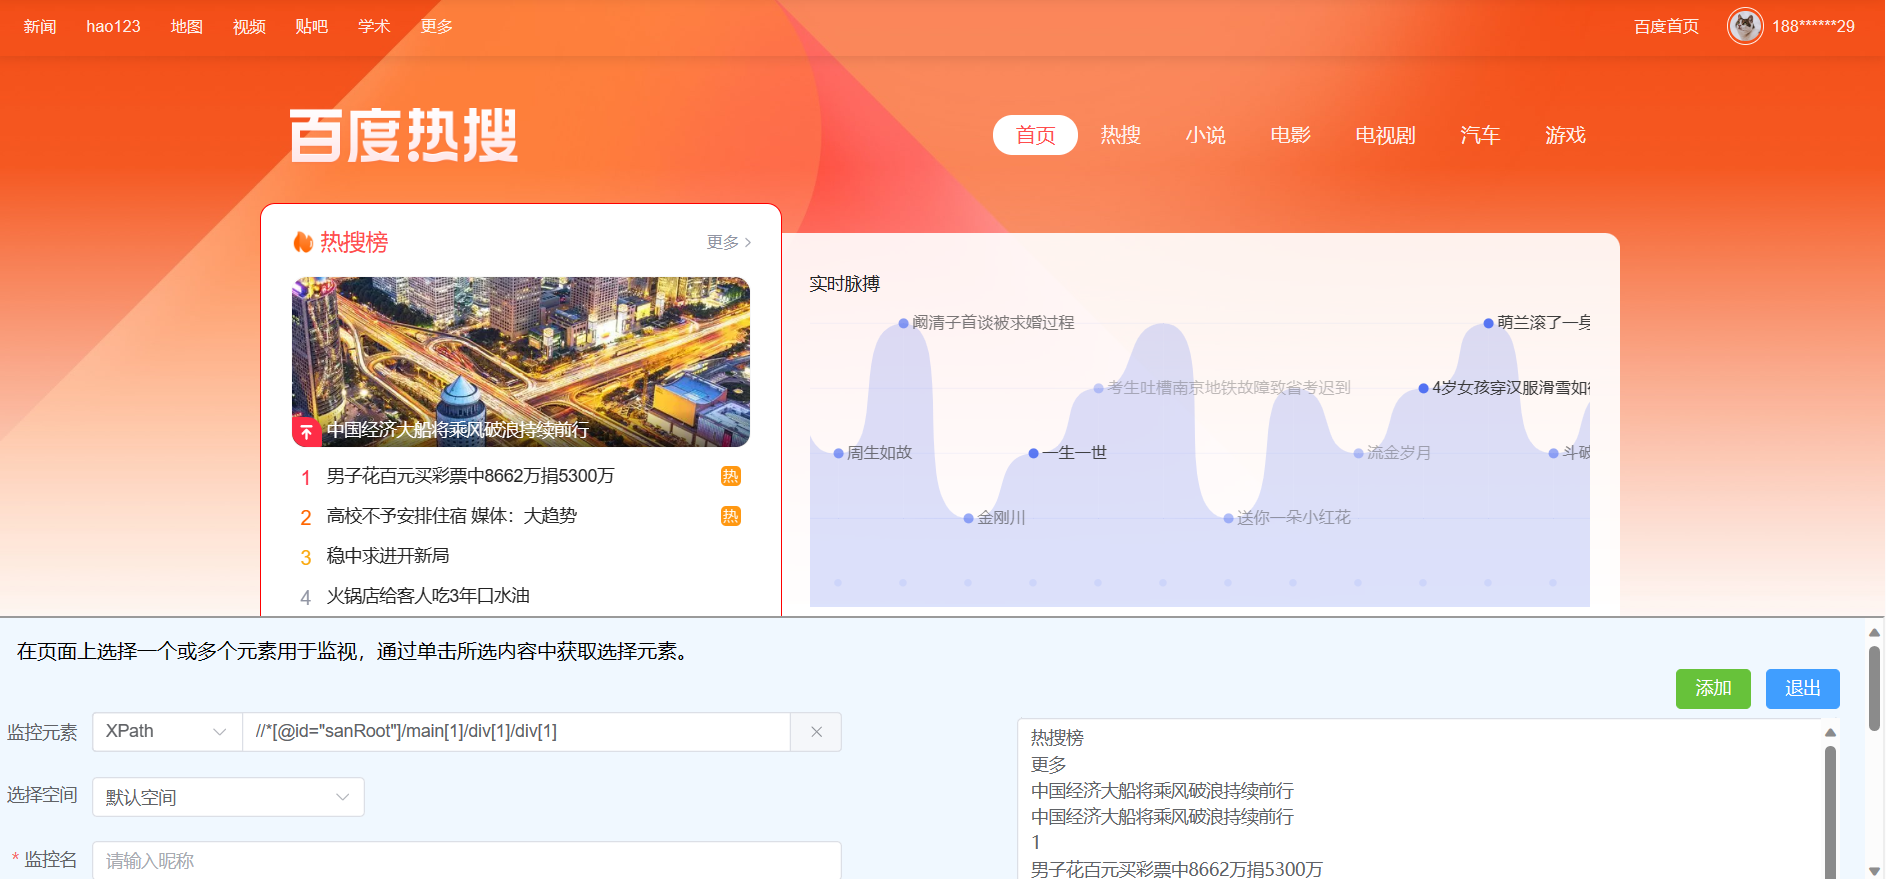 新闻 hao123 地图 视频 贴吧 学术 更多 百度首页 188******29
百度热搜
首页 热搜 小说 电影 电视剧 汽车 游戏
热搜榜 更多 >
中国经济大船将乘风破浪持续前行
1 男子花百元买彩票中8662万捐5300万 热
2 高校不予安排住宿 媒体：大趋势 热
3 稳中求进开新局
4 火锅店给客人吃3年口水油
实时脉搏
阚清子首谈被求婚过程
萌兰滚了一身
考生吐槽南京地铁故障致省考迟到
4岁女孩穿汉服滑雪如
周生如故
一生一世
流金岁月
斗破
金刚川
送你一朵小红花
在页面上选择一个或多个元素用于监视，通过单击所选内容中获取选择元素。
添加 退出
监控元素 XPath //*[@id="sanRoot"]/main[1]/div[1]/div[1]
选择空间 默认空间
* 监控名 请输入昵称
热搜榜
更多
中国经济大船将乘风破浪持续前行
中国经济大船将乘风破浪持续前行
1
男子花百元买彩票中8662万捐5300万